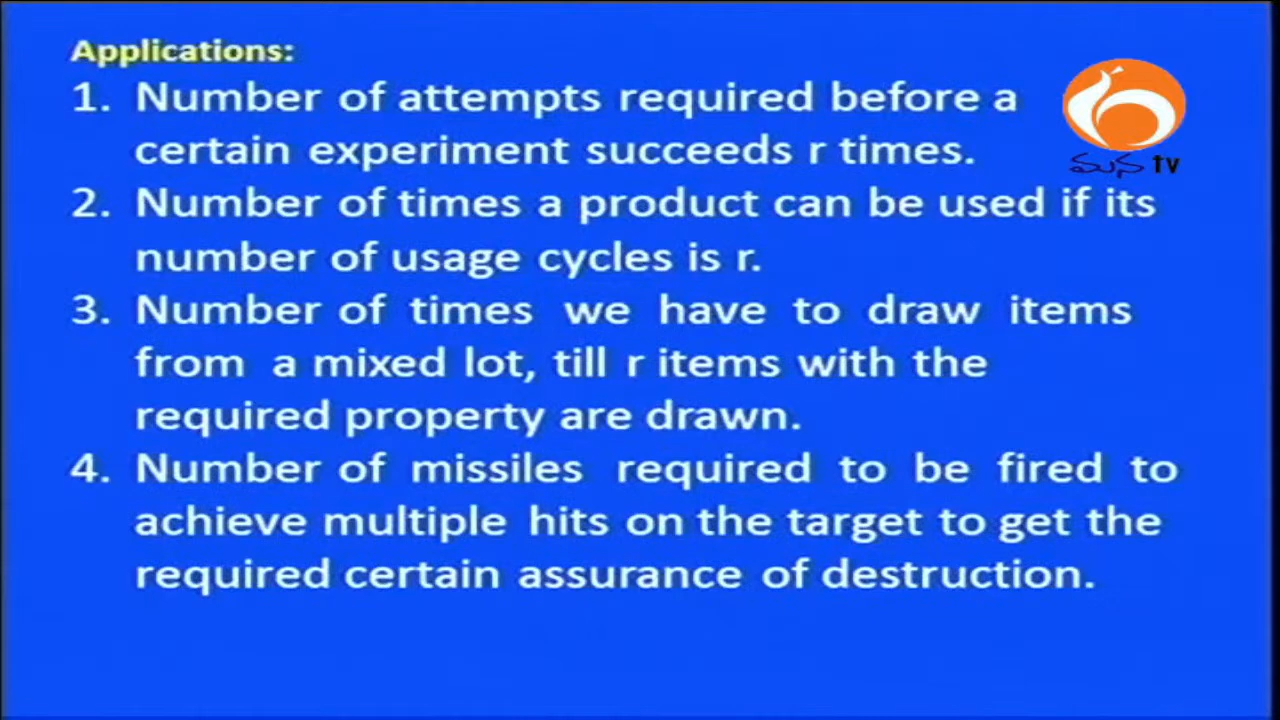 Applications:
1. Number of attempts required before a
certain experiment succeeds r times.
2. Number of times a product can be used if its
number of usage cycles is r.
3. Number of times we have to draw items
from a mixed lot, till r items with the
required property are drawn.
4. Number of missiles required to be fired to
achieve multiple hits on the target to get the
required certain assurance of destruction.
మన tv